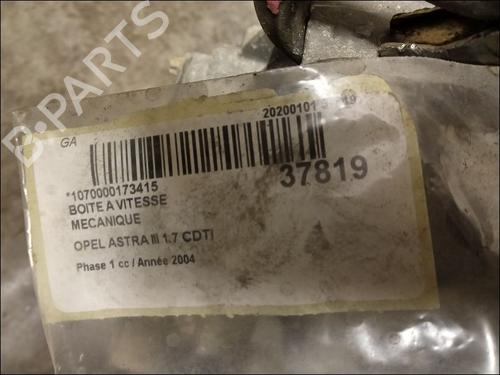 B-PARTS
GA
37819
*1070000173415
BOITE A VITESSE
MECANIQUE
OPEL ASTRA III 1.7 CDTI
Phase 1 cc / Année 2004